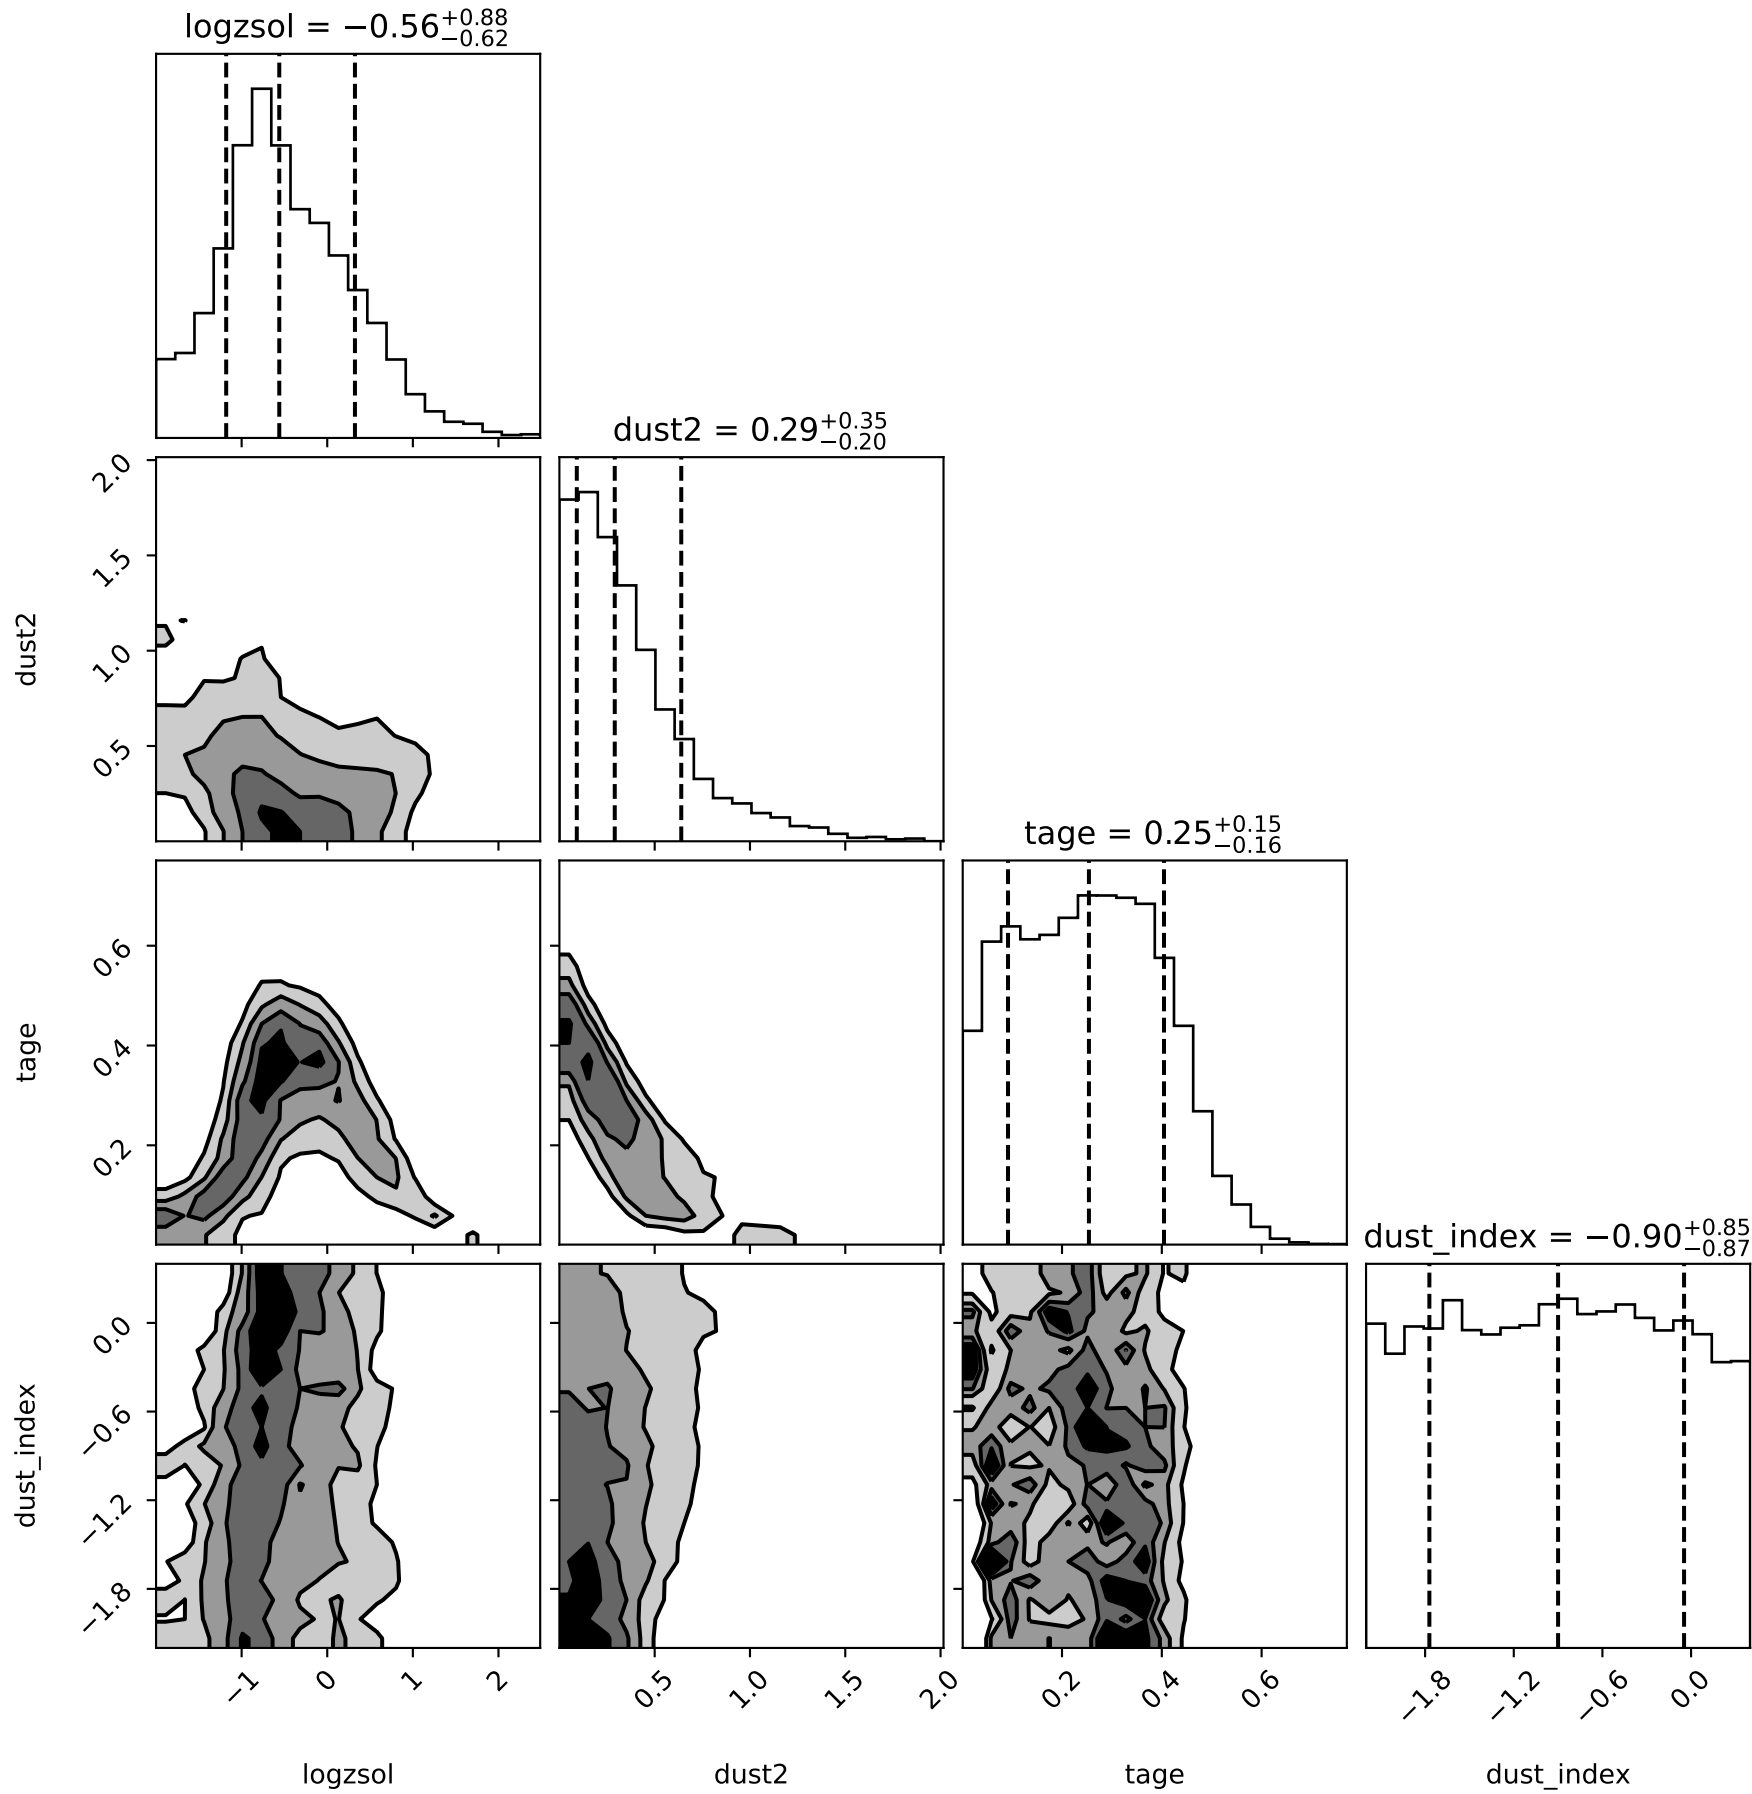 logzsol = −0.56+0.88−0.62
dust2 = 0.29+0.35−0.20
tage = 0.25+0.15−0.16
dust_index = −0.90+0.85−0.87
dust2
2.0
1.5
1.0
0.5
tage
0.6
0.4
0.2
dust_index
0.0
−0.6
−1.2
−1.8
−1 0 1 2
0.5 1.0 1.5 2.0
0.2 0.4 0.6
−1.8 −1.2 −0.6 0.0
logzsol
dust2
tage
dust_index